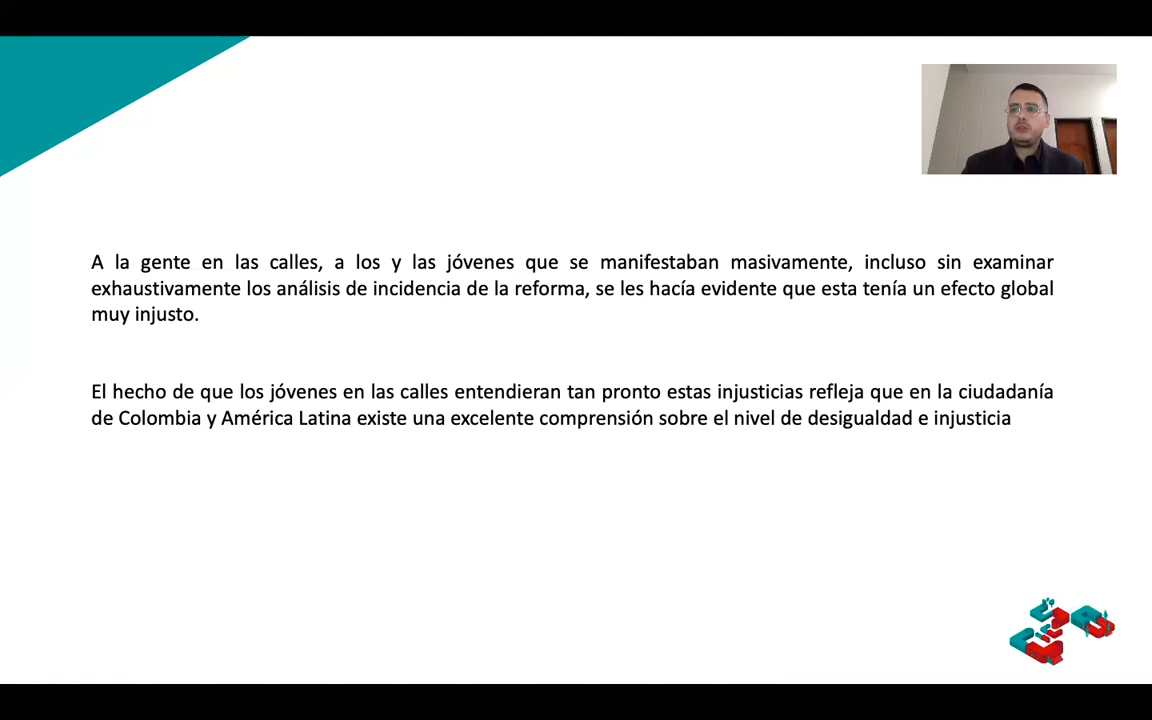 A la gente en las calles, a los y las jóvenes que se manifestaban masivamente, incluso sin examinar
exhaustivamente los análisis de incidencia de la reforma, se les hacía evidente que esta tenía un efecto global
muy injusto.
El hecho de que los jóvenes en las calles entendieran tan pronto estas injusticias refleja que en la ciudadanía
de Colombia y América Latina existe una excelente comprensión sobre el nivel de desigualdad e injusticia